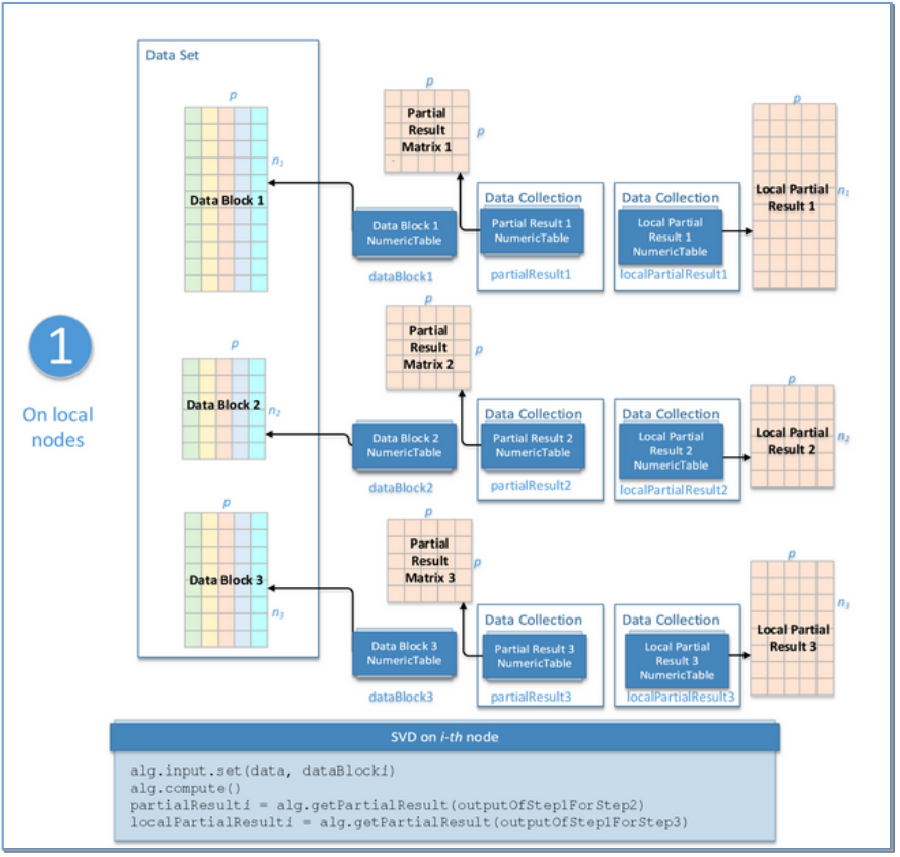 Data Set
p
n1
Data Block 1
p
Partial
Result
Matrix 1
p
Data Block 1
NumericTable
dataBlock1
Data Collection
Partial Result 1
NumericTable
partialResult1
Data Collection
Local Partial
Result 1
NumericTable
localPartialResult1
p
n1
Local Partial
Result 1
1
On local
nodes
p
Data Block 2
n2
p
Partial
Result
Matrix 2
p
Data Block 2
NumericTable
dataBlock2
Data Collection
Partial Result 2
NumericTable
partialResult2
Data Collection
Local Partial
Result 2
NumericTable
localPartialResult2
p
Local Partial
Result 2
n2
p
Data Block 3
n3
p
Partial
Result
Matrix 3
p
Data Block 3
NumericTable
dataBlock3
Data Collection
Partial Result 3
NumericTable
partialResult3
Data Collection
Local Partial
Result 3
NumericTable
localPartialResult3
p
n3
Local Partial
Result 3
SVD on i-th node
alg.input.set(data, dataBlocki)
alg.compute()
partialResulti = alg.getPartialResult(outputOfStep1ForStep2)
localPartialResulti = alg.getPartialResult(outputOfStep1ForStep3)